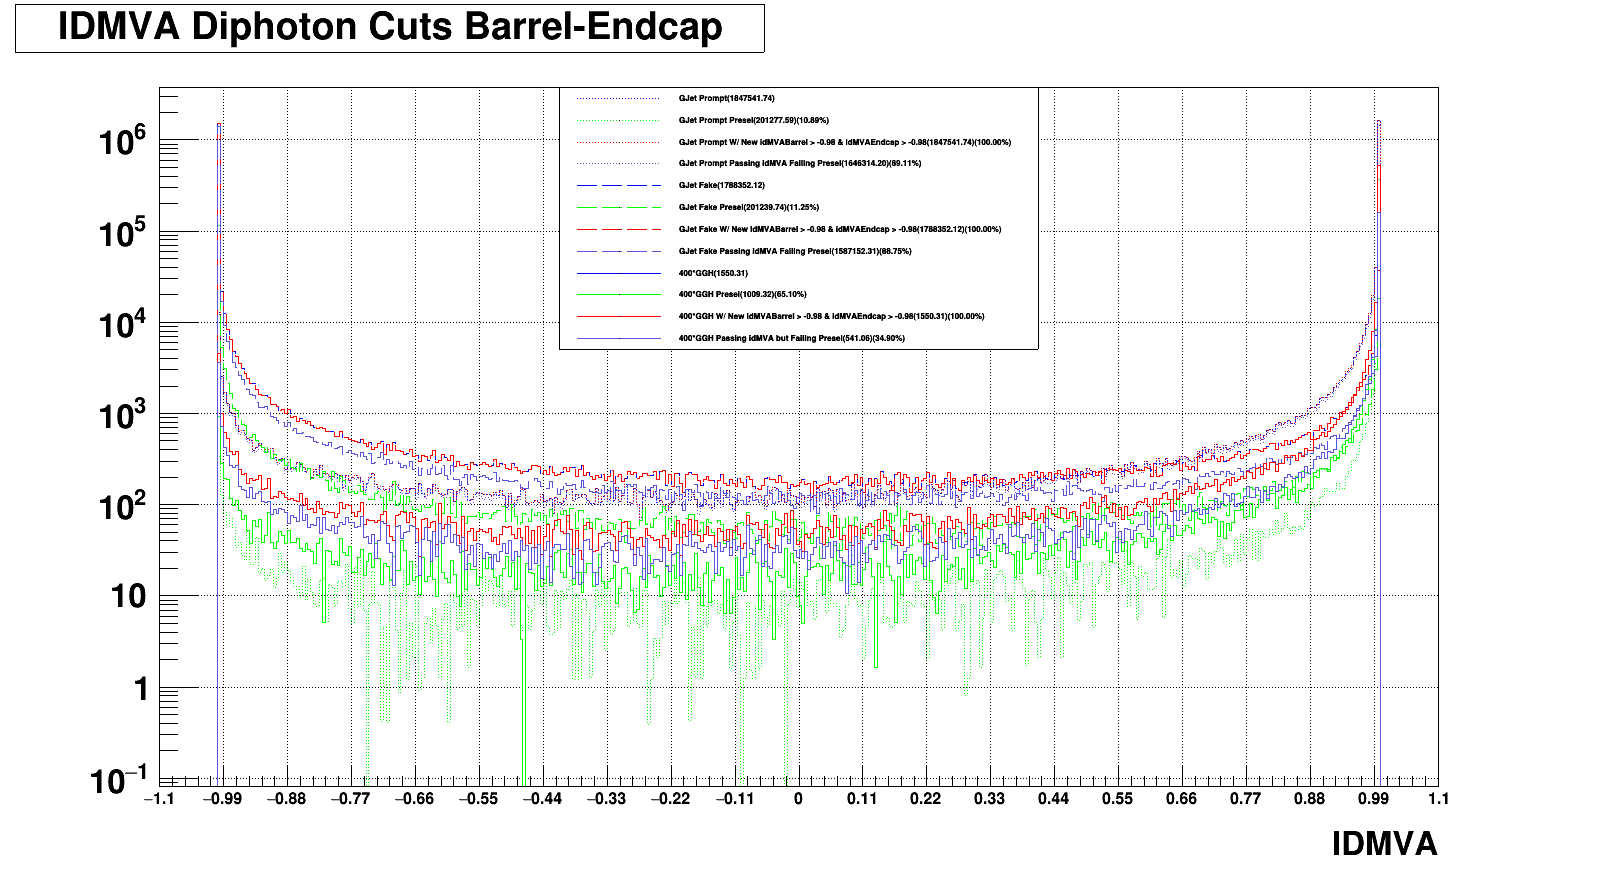 IDMVA Diphoton Cuts Barrel-Endcap
GJet Prompt(1847541.74)
GJet Prompt Presel(201277.59)(10.89%)
GJet Prompt W/ New IdMVABarrel > -0.98 & IdMVAEndcap > -0.98(1847541.74)(100.00%)
GJet Prompt Passing IdMVA Failing Presel(1646314.20)(89.11%)
GJet Fake(1788352.12)
GJet Fake Presel(201239.74)(11.25%)
GJet Fake W/ New IdMVABarrel > -0.98 & IdMVAEndcap > -0.98(1788352.12)(100.00%)
GJet Fake Passing IdMVA Failing Presel(1587152.31)(88.75%)
400*GGH(1550.31)
400*GGH Presel(1009.32)(65.10%)
400*GGH W/ New IdMVABarrel > -0.98 & IdMVAEndcap > -0.98(1550.31)(100.00%)
400*GGH Passing IdMVA but Failing Presel(541.06)(34.90%)
10⁶
10⁵
10⁴
10³
10²
10
1
10⁻¹
−1.1 −0.99 −0.88 −0.77 −0.66 −0.55 −0.44 −0.33 −0.22 −0.11 0 0.11 0.22 0.33 0.44 0.55 0.66 0.77 0.88 0.99 1.1
IDMVA